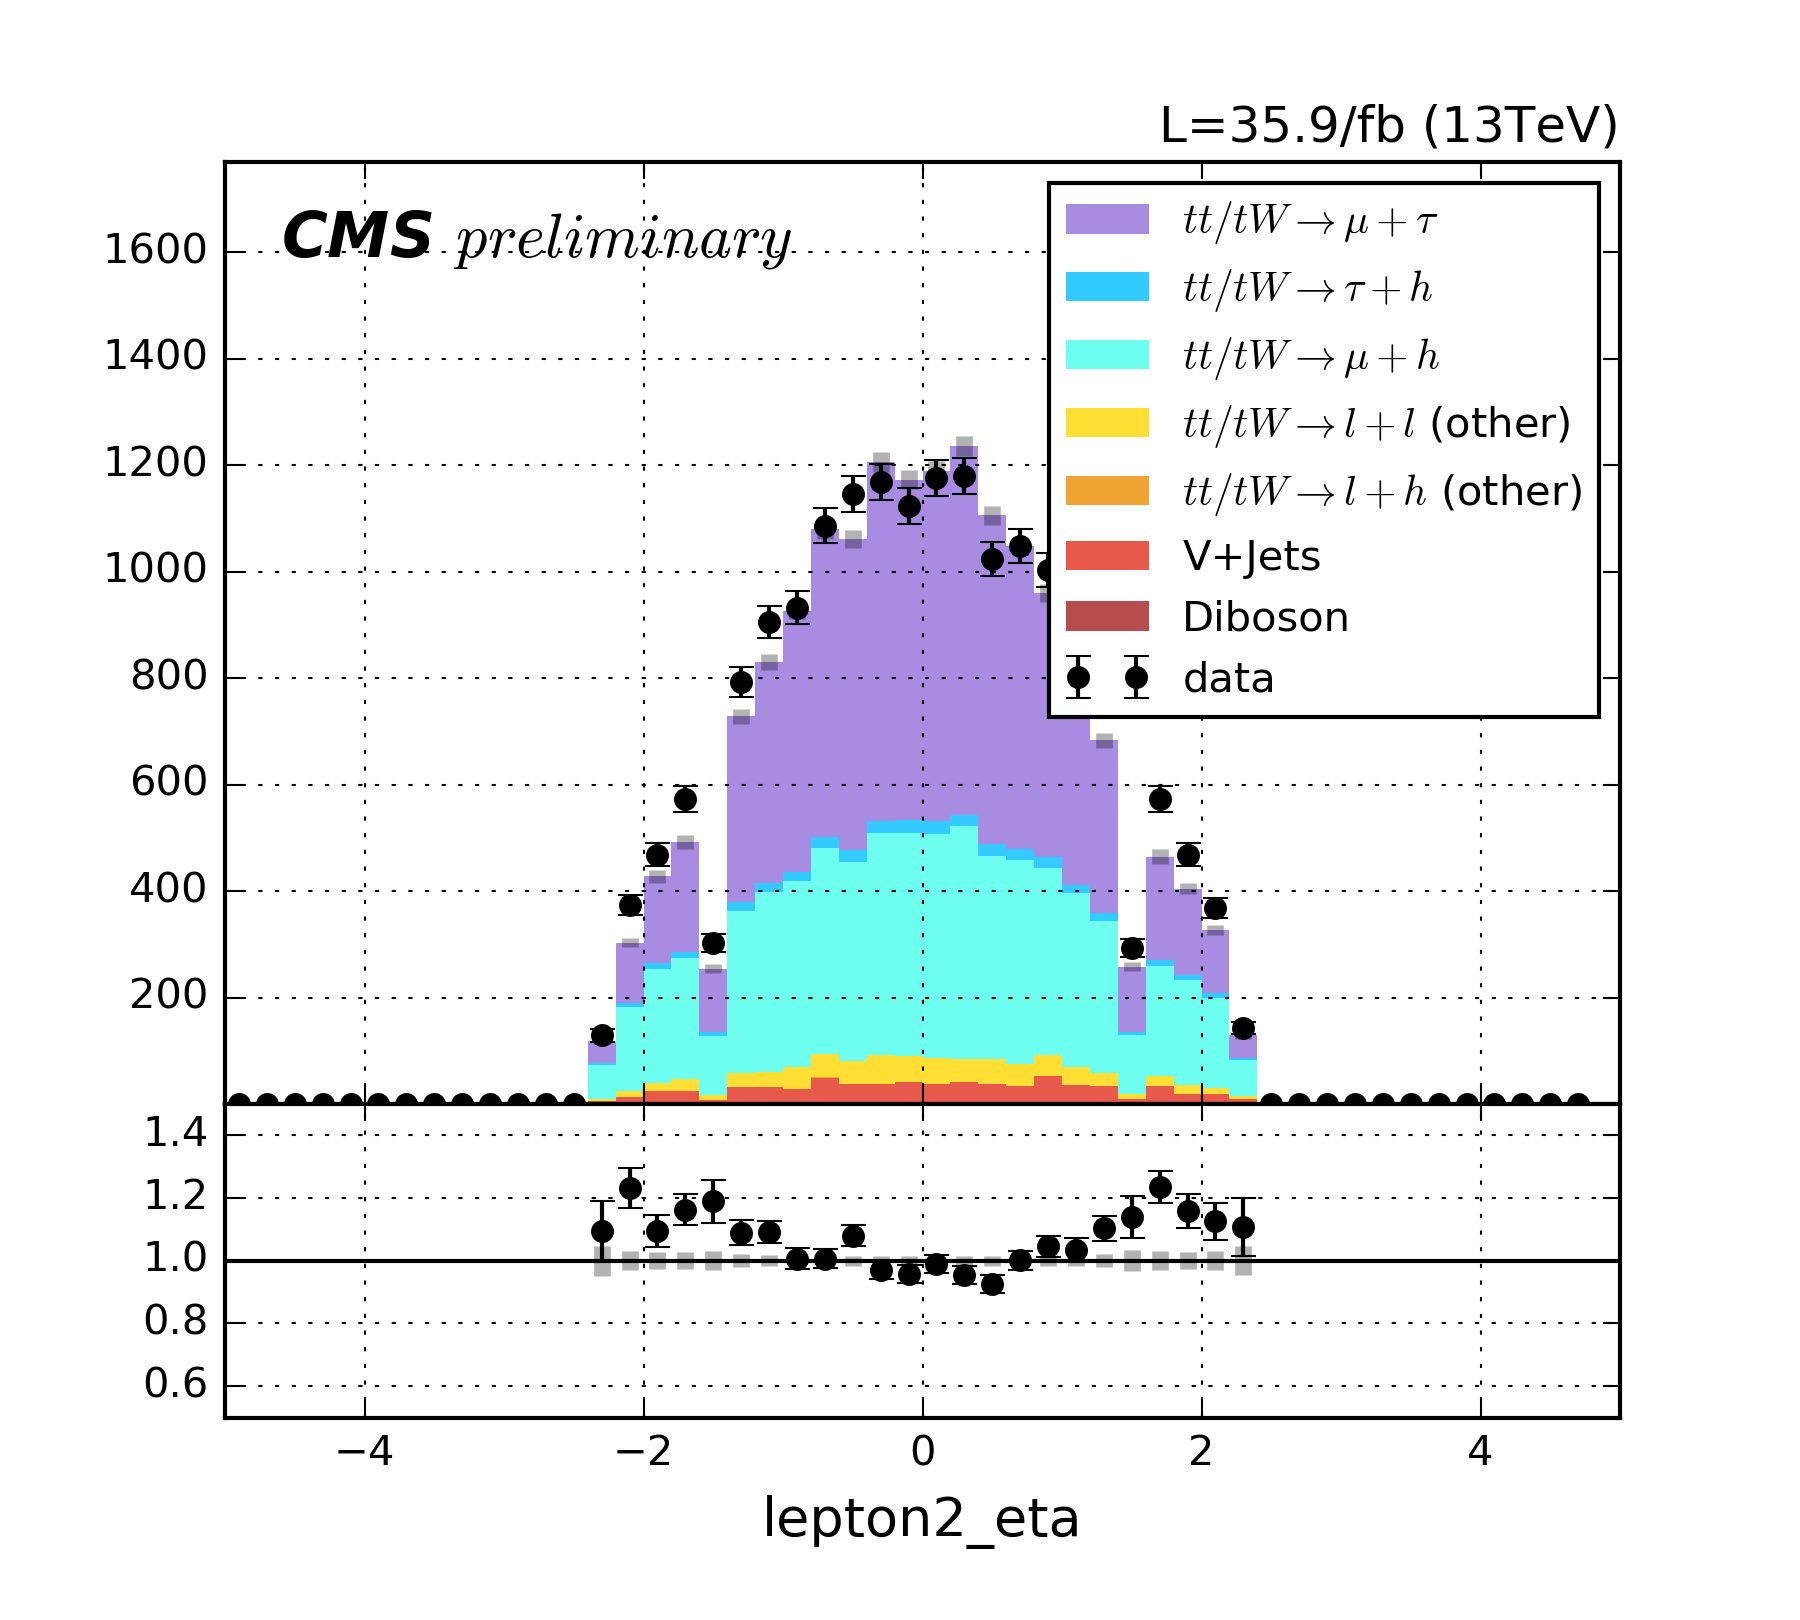 L=35.9/fb (13TeV)
CMS preliminary
1600
1400
1200
1000
800
600
400
200
tt/tW → μ + τ
tt/tW → τ + h
tt/tW → μ + h
tt/tW → l + l (other)
tt/tW → l + h (other)
V+Jets
Diboson
data
1.4
1.2
1.0
0.8
0.6
−4 −2 0 2 4
lepton2_eta